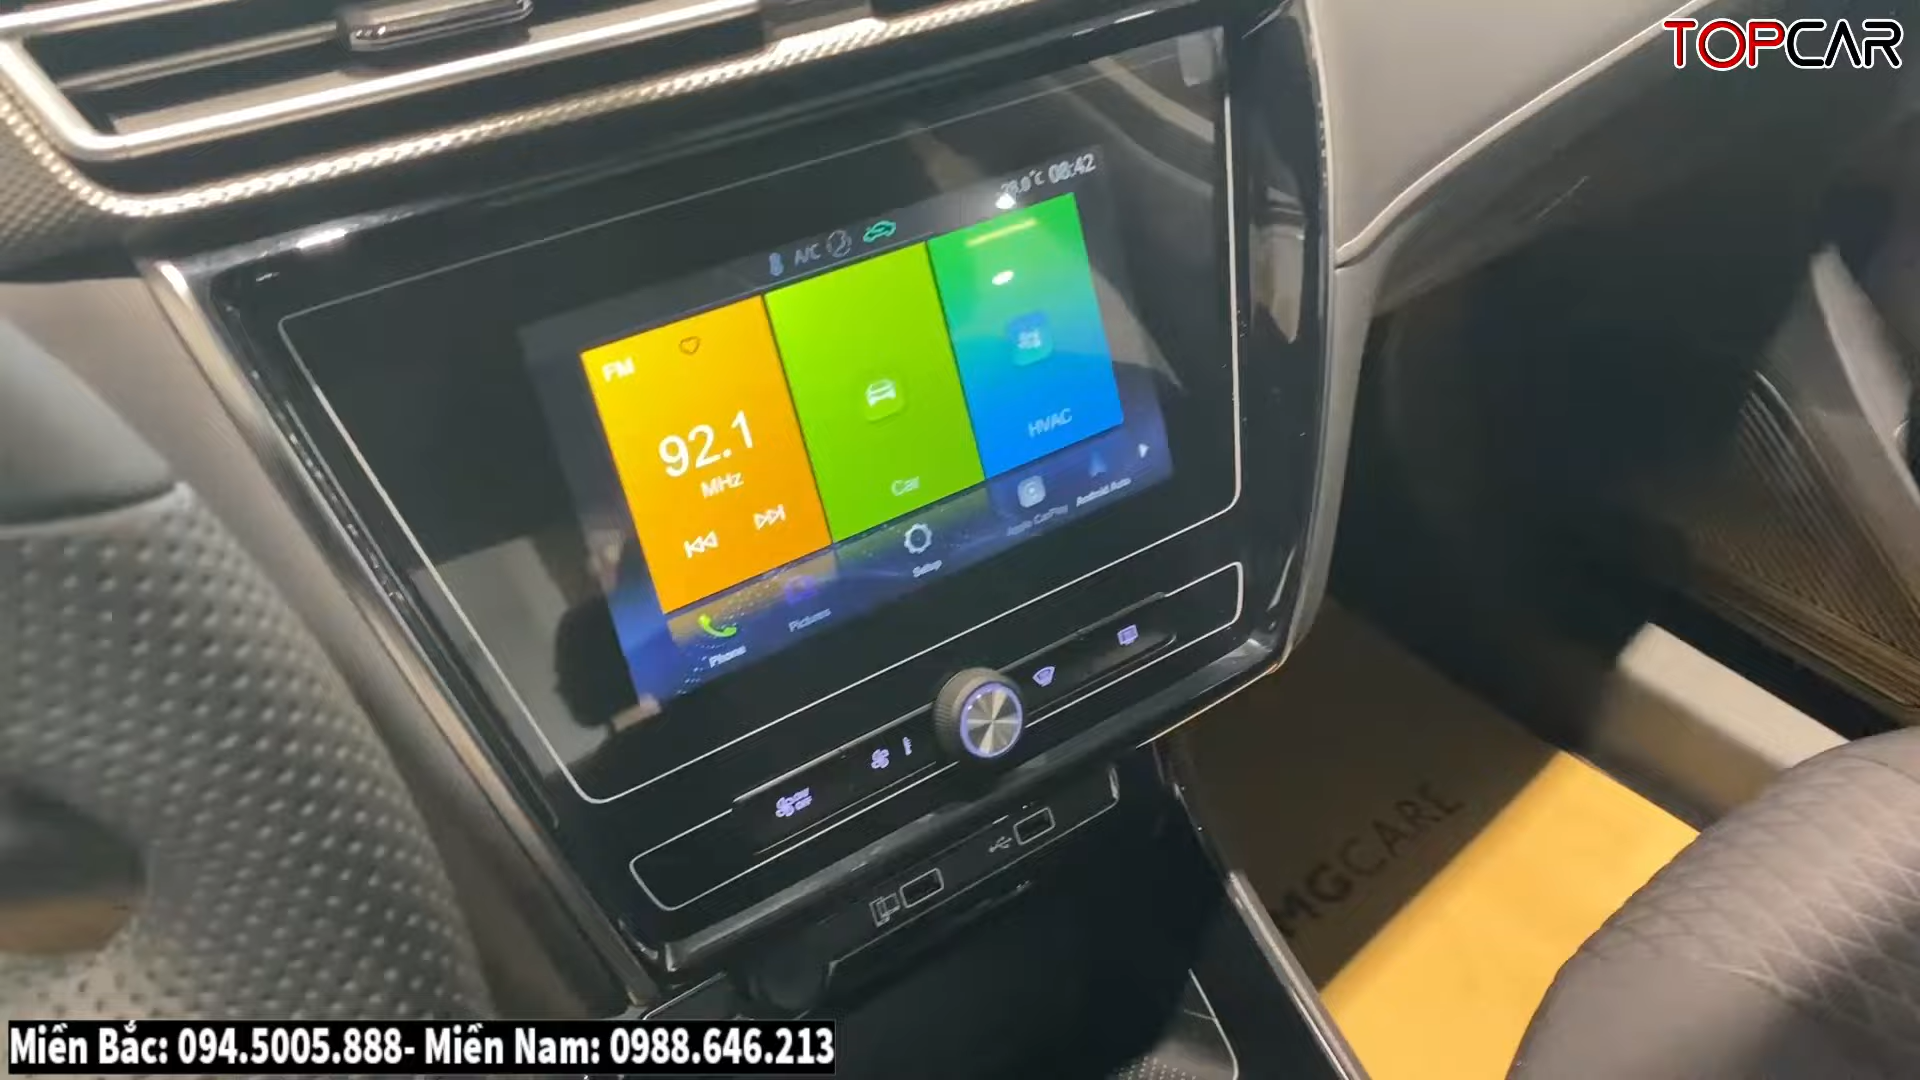 TOPCAR
28.0°C 08:42
A/C
FM
92.1
MHz
Car
HVAC
Phone
Pictures
Setup
Apple CarPlay
Android Auto
OFF
MGCARE
Miền Bắc: 094.5005.888- Miền Nam: 0988.646.213